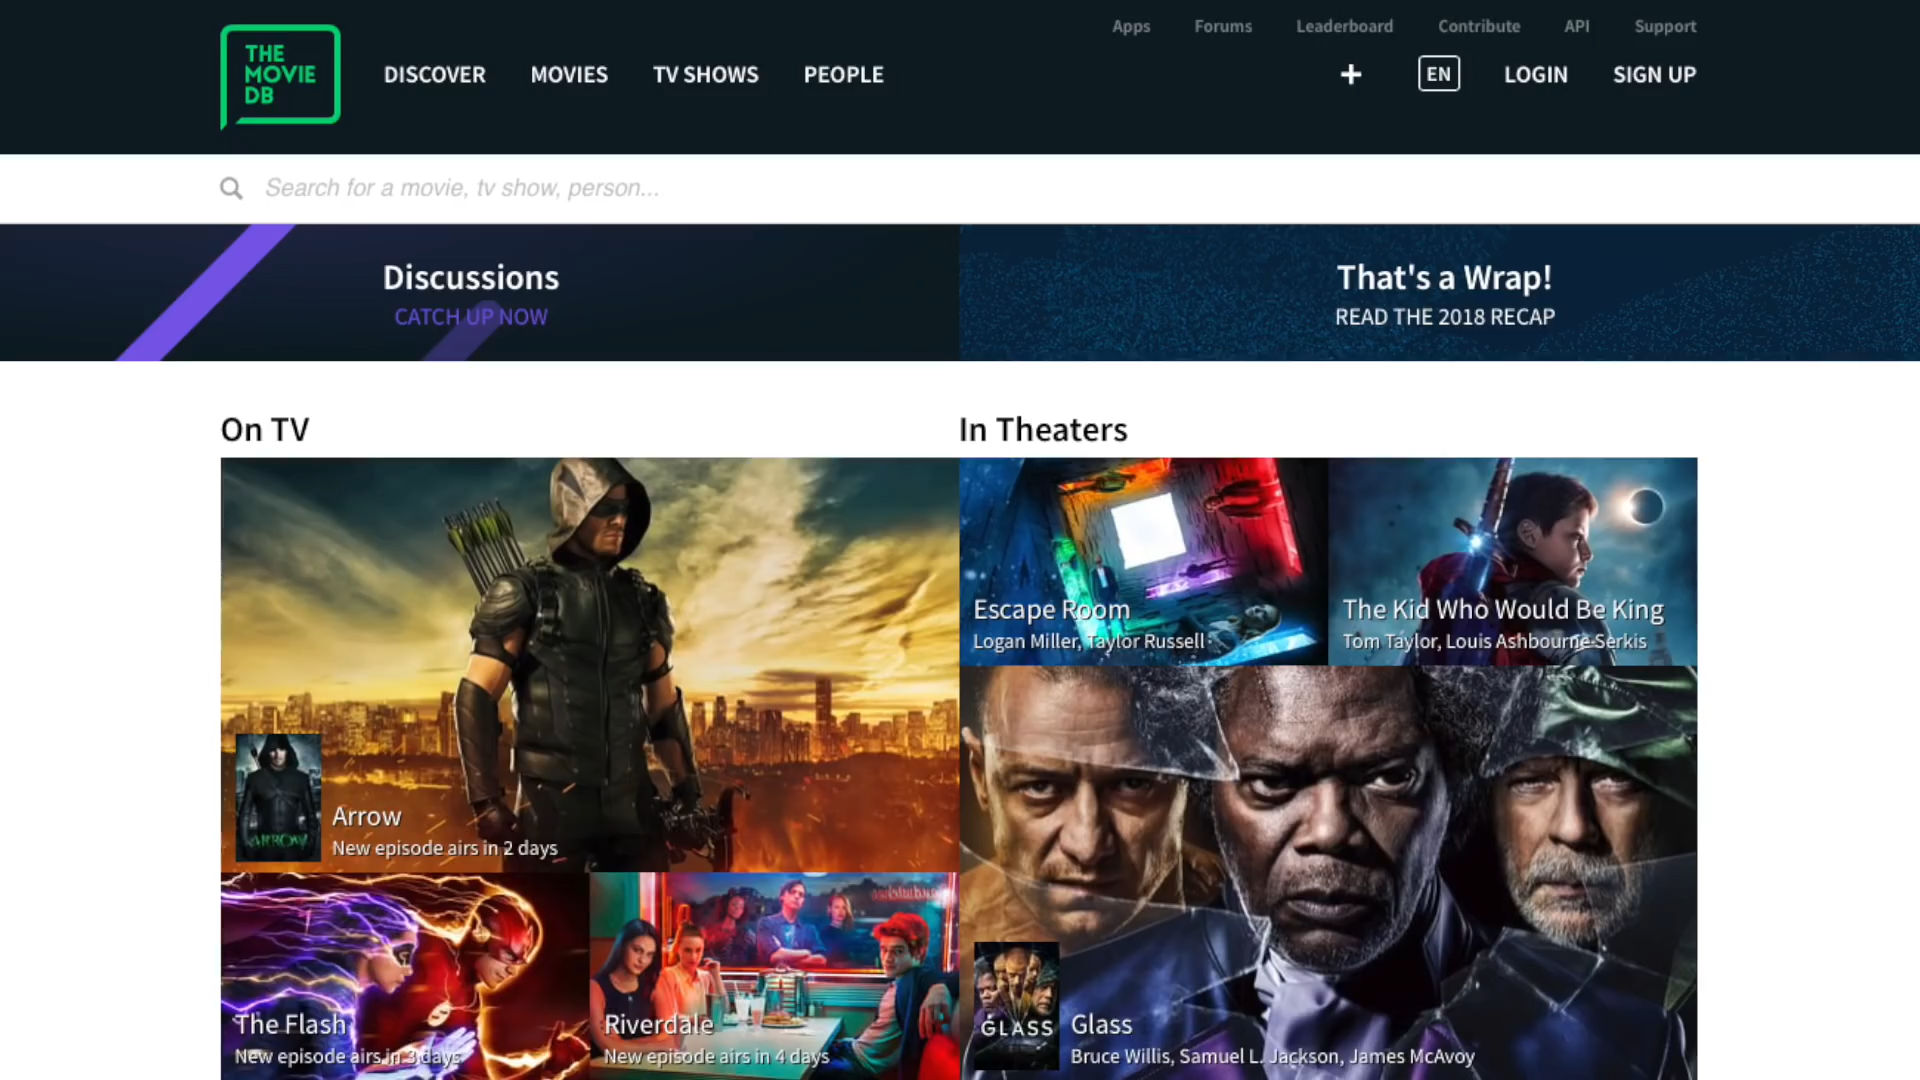 THE
MOVIE
DB
DISCOVER
MOVIES
TV SHOWS
PEOPLE
Apps
Forums
Leaderboard
Contribute
API
Support
EN
LOGIN
SIGN UP
Search for a movie, tv show, person...
Discussions
CATCH UP NOW
That's a Wrap!
READ THE 2018 RECAP
On TV
ARROW
Arrow
New episode airs in 2 days
The Flash
New episode airs in 3 days
Riverdale
New episode airs in 4 days
In Theaters
Escape Room
Logan Miller, Taylor Russell
The Kid Who Would Be King
Tom Taylor, Louis Ashbourne Serkis
GLASS
Glass
Bruce Willis, Samuel L. Jackson, James McAvoy